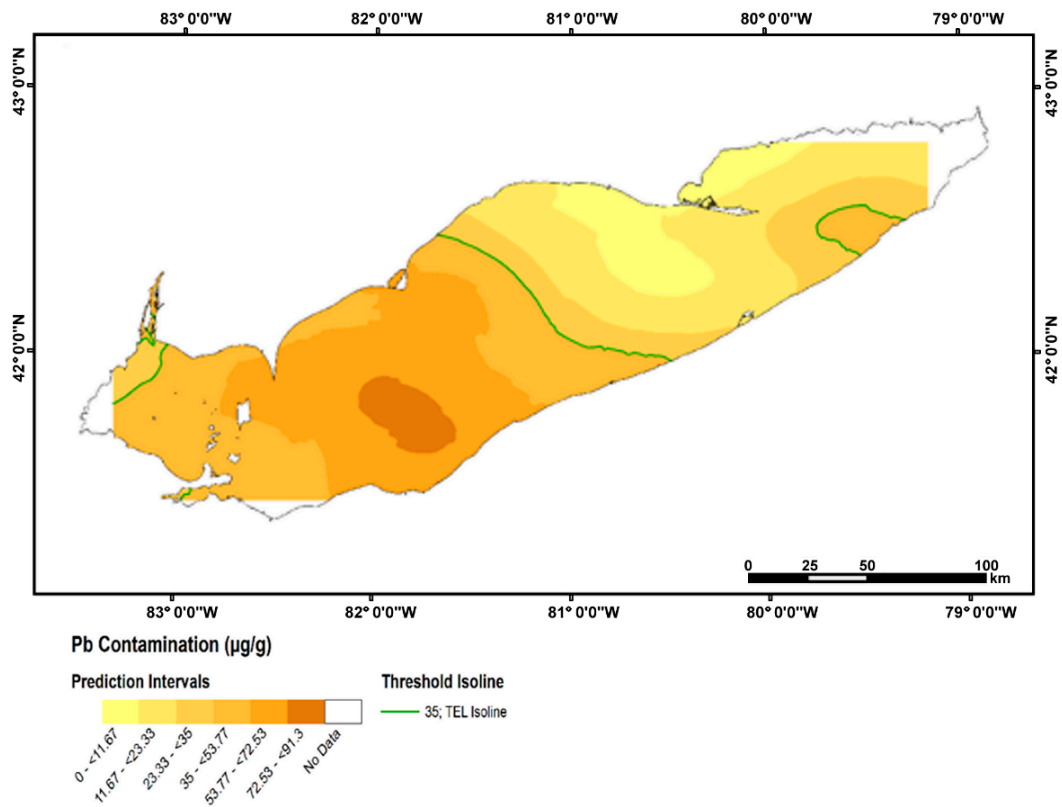 83°0'0"W 82°0'0"W 81°0'0"W 80°0'0"W 79°0'0"W
43°0'0"N
43°0'0"N
42°0'0"N
42°0'0"N
0 25 50 100
km
83°0'0"W 82°0'0"W 81°0'0"W 80°0'0"W 79°0'0"W
Pb Contamination (µg/g)
Prediction Intervals
0 - <11.67
11.67 - <23.33
23.33 - <35
35 - <53.77
53.77 - <72.53
72.53 - <91.3
No Data
Threshold Isoline
35; TEL Isoline